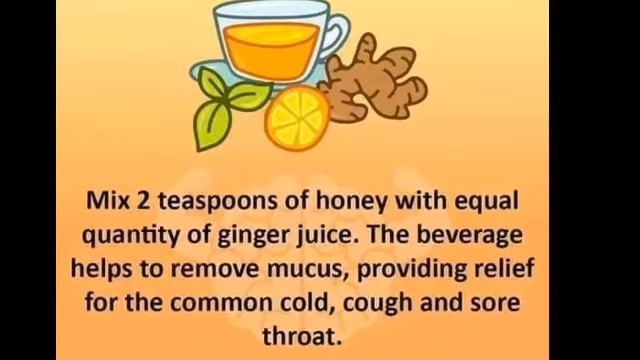 Mix 2 teaspoons of honey with equal
quantity of ginger juice. The beverage
helps to remove mucus, providing relief
for the common cold, cough and sore
throat.